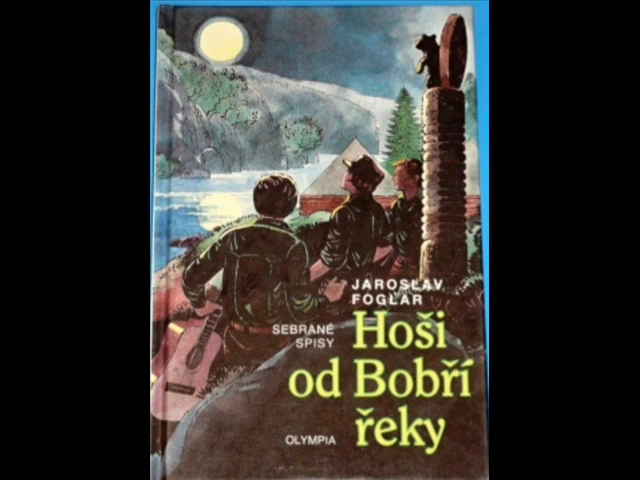 JAROSLAV
FOGLAR
SEBRANÉ
SPISY
Hoši
od Bobří
řeky
OLYMPIA